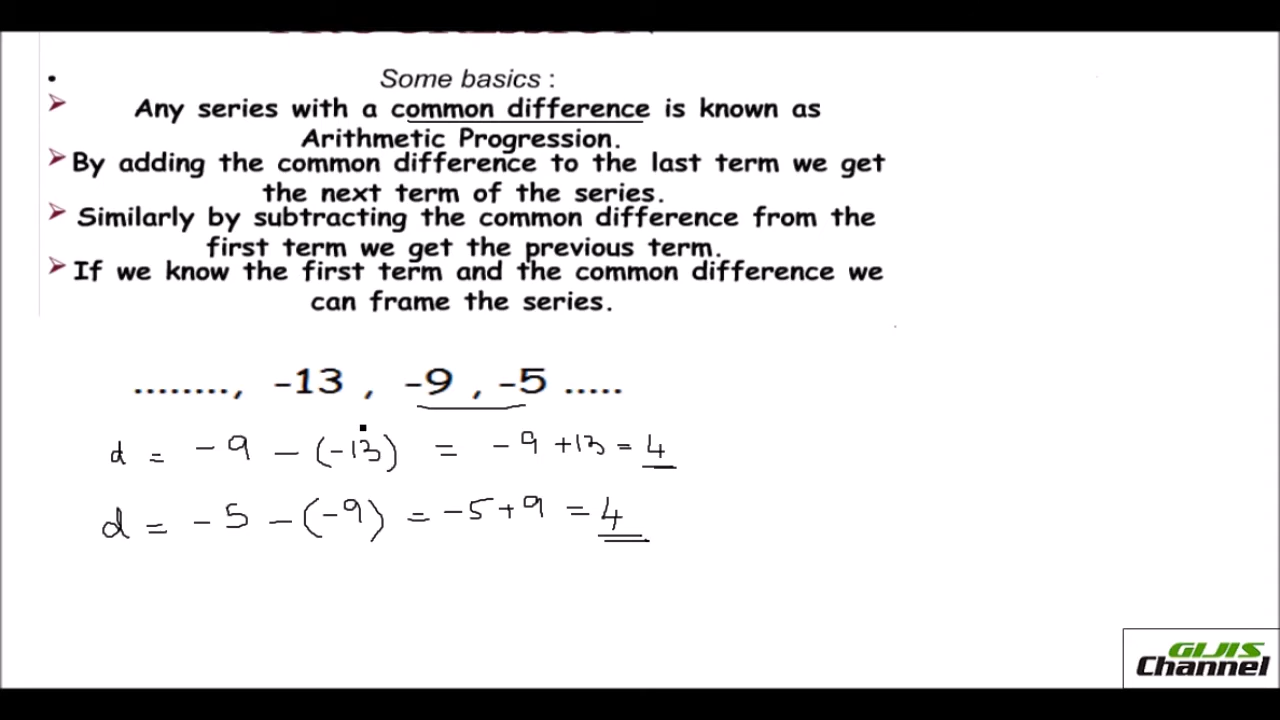 PROGRESSION
Some basics :
Any series with a common difference is known as
Arithmetic Progression.
By adding the common difference to the last term we get
the next term of the series.
Similarly by subtracting the common difference from the
first term we get the previous term.
If we know the first term and the common difference we
can frame the series.
........, -13 , -9 , -5 .....
d = -9 - (-13) = -9 +13 = 4
d = -5 - (-9) = -5+9 = 4
GIJIS
Channel